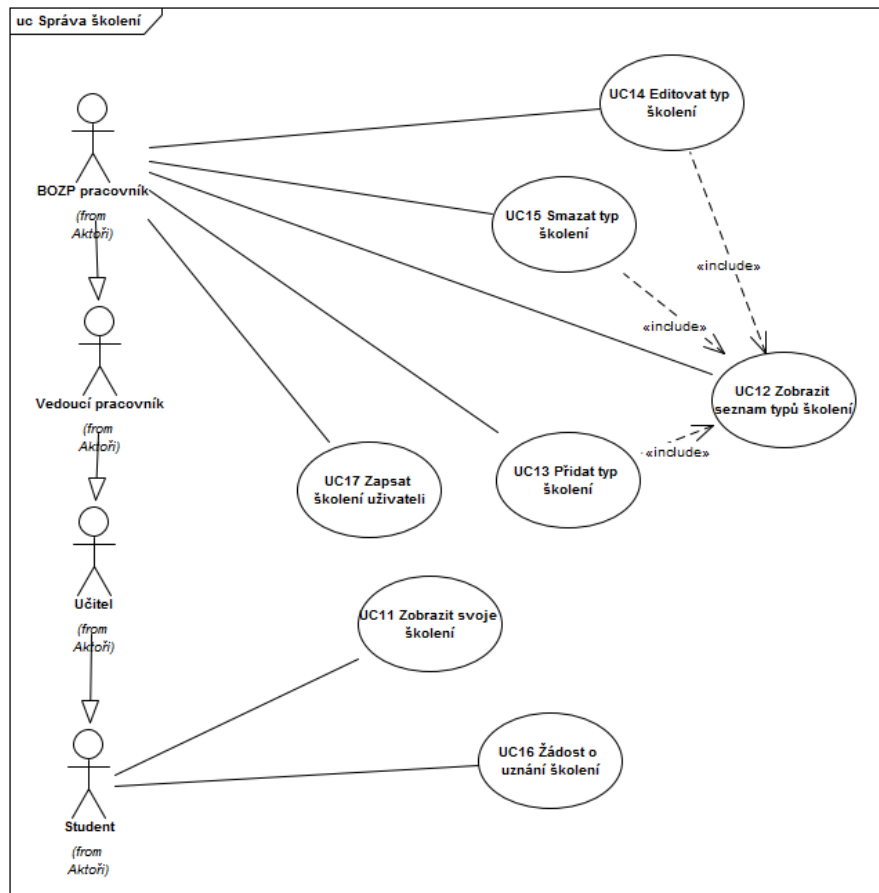 uc Správa školení
UC14 Editovat typ
školení
BOZP pracovník
(from
Aktoři)
UC15 Smazat typ
školení
«include»
«include»
Vedoucí pracovník
(from
Aktoři)
UC12 Zobrazit
seznam typů školení
«include»
UC17 Zapsat
školení uživateli
UC13 Přidat typ
školení
Učitel
(from
Aktoři)
UC11 Zobrazit svoje
školení
UC16 Žádost o
uznání školení
Student
(from
Aktoři)